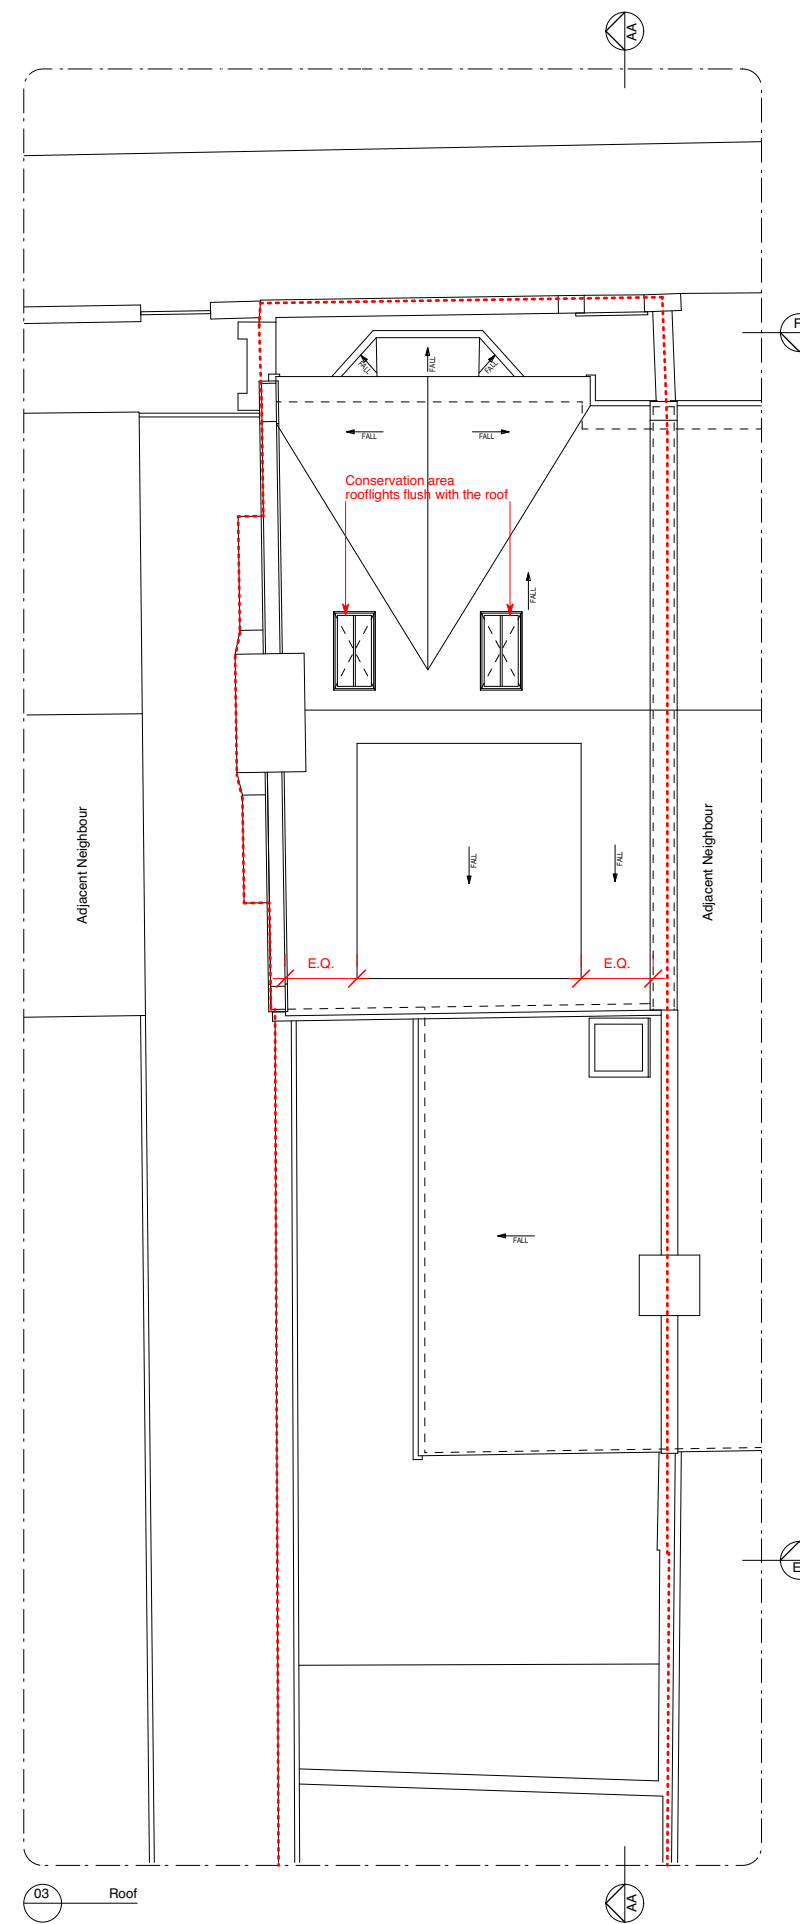 AA
F
FALL
FALL
FALL
FALL
FALL
Conservation area
rooflights flush with the roof
FALL
Adjacent Neighbour
Adjacent Neighbour
FALL
FALL
E.Q.
E.Q.
FALL
E
03
Roof
AA